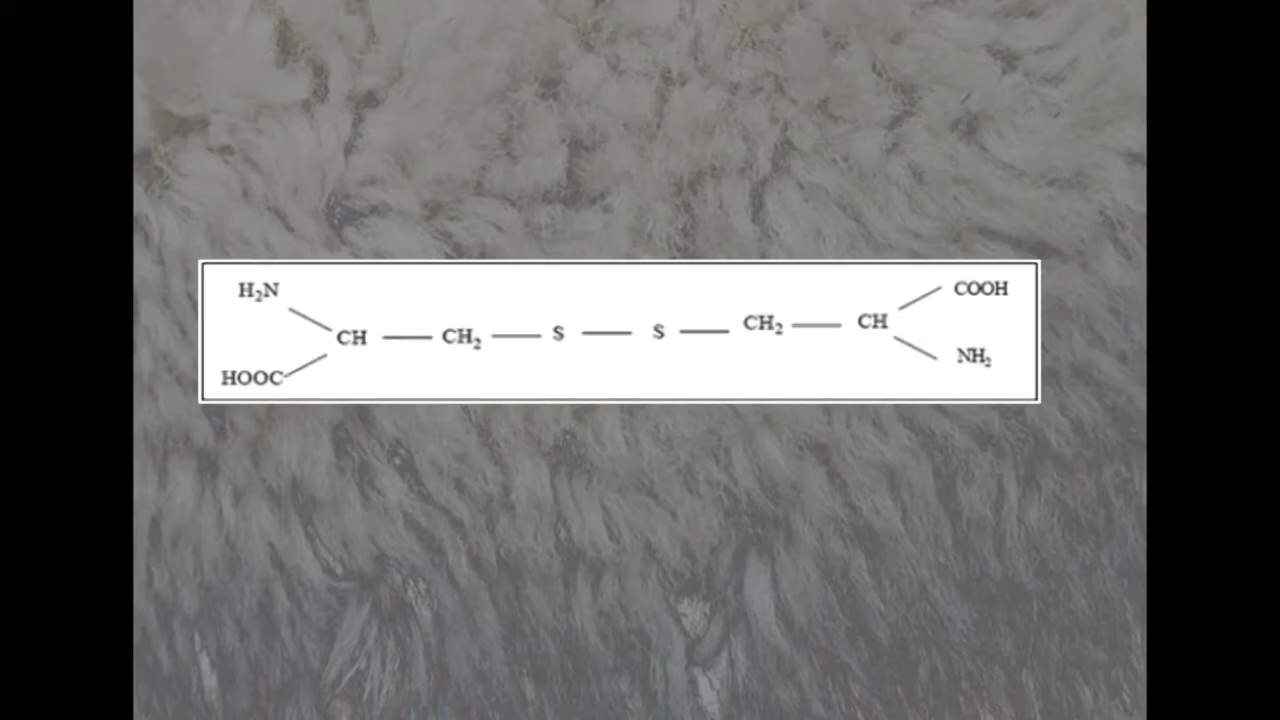 H₂N COOH
CH — CH₂ — S — S — CH₂ — CH
HOOC NH₂